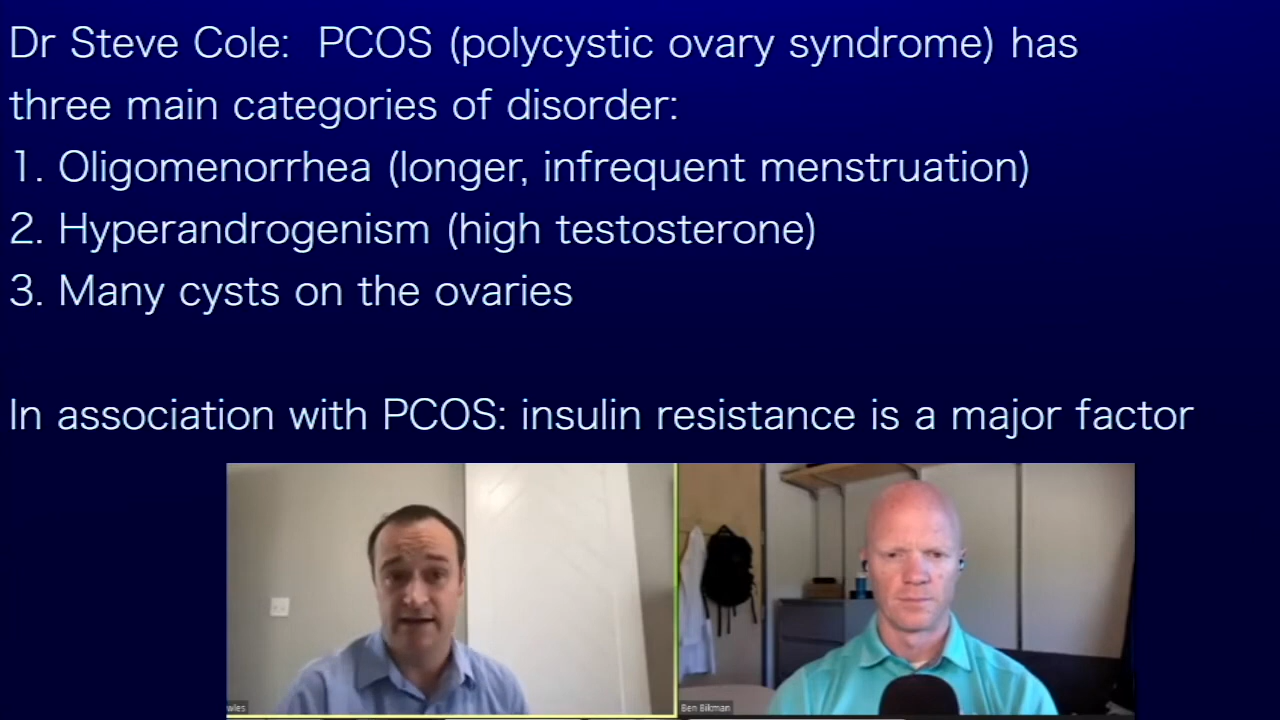 Dr Steve Cole: PCOS (polycystic ovary syndrome) has
three main categories of disorder:
1. Oligomenorrhea (longer, infrequent menstruation)
2. Hyperandrogenism (high testosterone)
3. Many cysts on the ovaries
In association with PCOS: insulin resistance is a major factor
wles
Ben Bikman